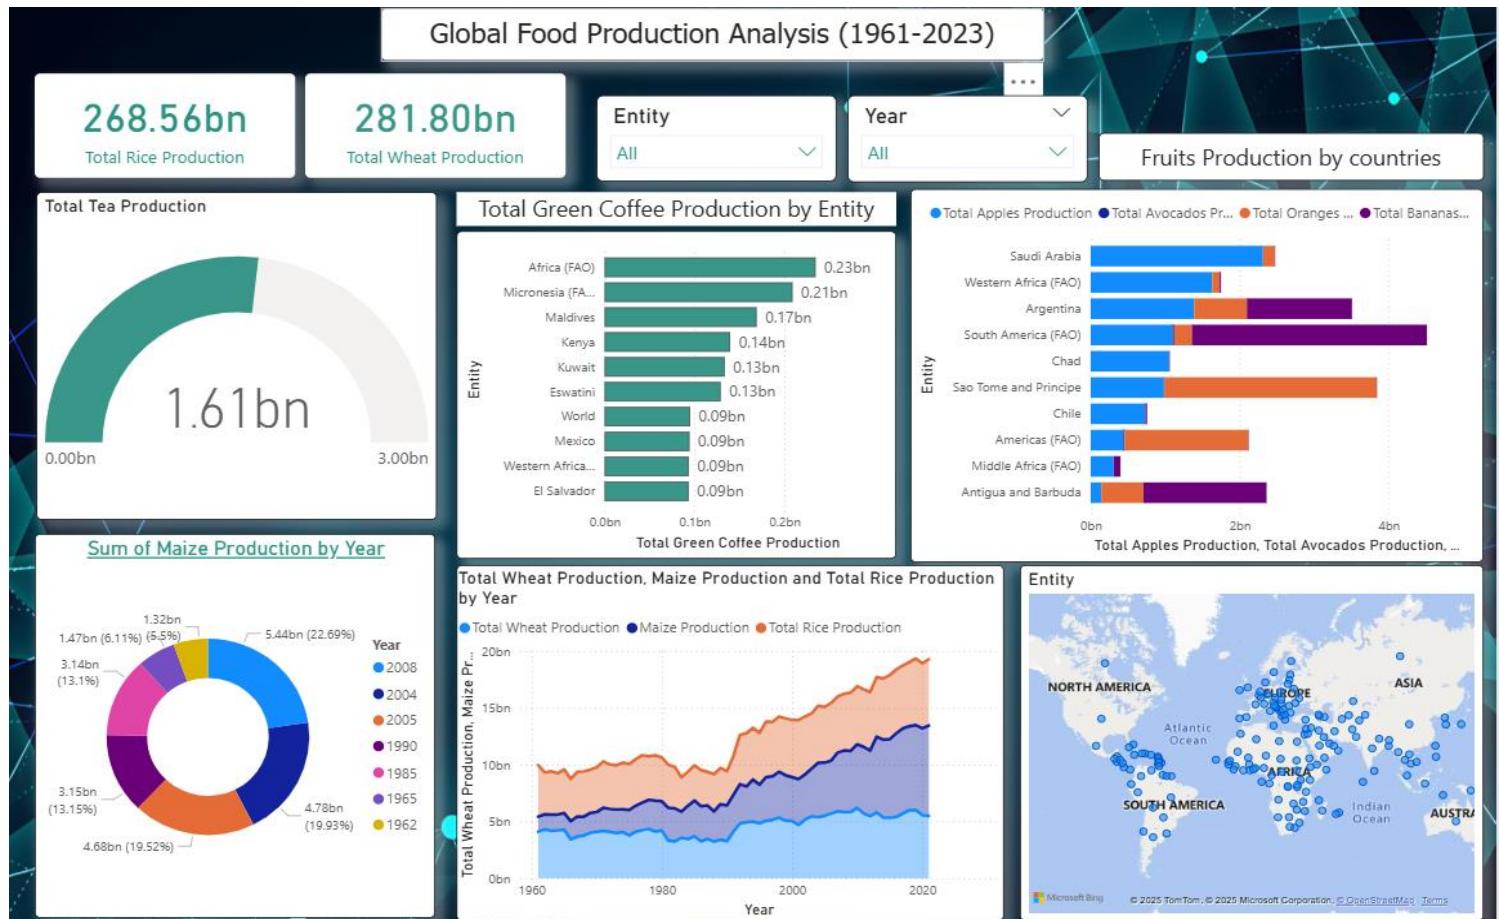 Global Food Production Analysis (1961-2023)
268.56bn
Total Rice Production
281.80bn
Total Wheat Production
Entity
All
Year
All
Fruits Production by countries
Total Tea Production
1.61bn
0.00bn
3.00bn
Total Green Coffee Production by Entity
Entity
Africa (FAO)
0.23bn
Micronesia (FA...
0.21bn
Maldives
0.17bn
Kenya
0.14bn
Kuwait
0.13bn
Eswatini
0.13bn
World
0.09bn
Mexico
0.09bn
Western Africa...
0.09bn
El Salvador
0.09bn
0.0bn 0.1bn 0.2bn
Total Green Coffee Production
Total Apples Production Total Avocados Pr... Total Oranges ... Total Bananas...
Entity
Saudi Arabia
Western Africa (FAO)
Argentina
South America (FAO)
Chad
Sao Tome and Principe
Chile
Americas (FAO)
Middle Africa (FAO)
Antigua and Barbuda
0bn 2bn 4bn
Total Apples Production, Total Avocados Production, ...
Sum of Maize Production by Year
1.32bn
(5.5%)
1.47bn (6.11%)
3.14bn
(13.1%)
3.15bn
(13.15%)
4.68bn (19.52%)
4.78bn
(19.93%)
5.44bn (22.69%)
Year
2008
2004
2005
1990
1985
1965
1962
Total Wheat Production, Maize Production and Total Rice Production
by Year
Total Wheat Production Maize Production Total Rice Production
Total Wheat Production, Maize Pr...
20bn
15bn
10bn
5bn
0bn
1960 1980 2000 2020
Year
Entity
NORTH AMERICA
EUROPE
ASIA
Atlantic
Ocean
AFRICA
SOUTH AMERICA
Indian
Ocean
AUSTRA
Microsoft Bing
© 2025 TomTom, © 2025 Microsoft Corporation, © OpenStreetMap Terms